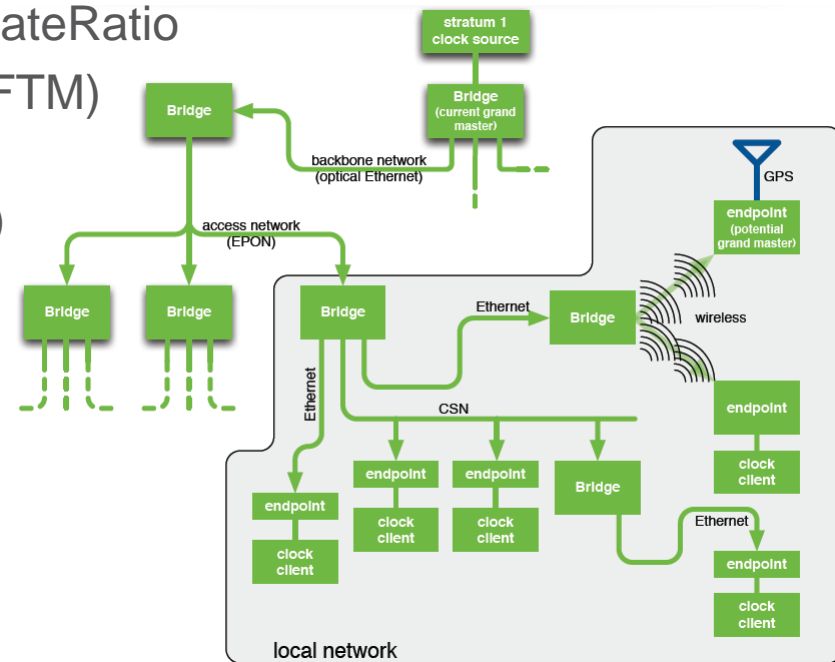 ateRatio
FTM)
)
stratum 1
clock source
Bridge
(current grand
master)
Bridge
backbone network
(optical Ethernet)
GPS
endpoint
(potential
grand master)
access network
(EPON)
Bridge
Bridge
Bridge
Ethernet
Bridge
wireless
Ethernet
CSN
endpoint
clock
client
endpoint
clock
client
endpoint
clock
client
Bridge
endpoint
clock
client
Ethernet
endpoint
clock
client
local network